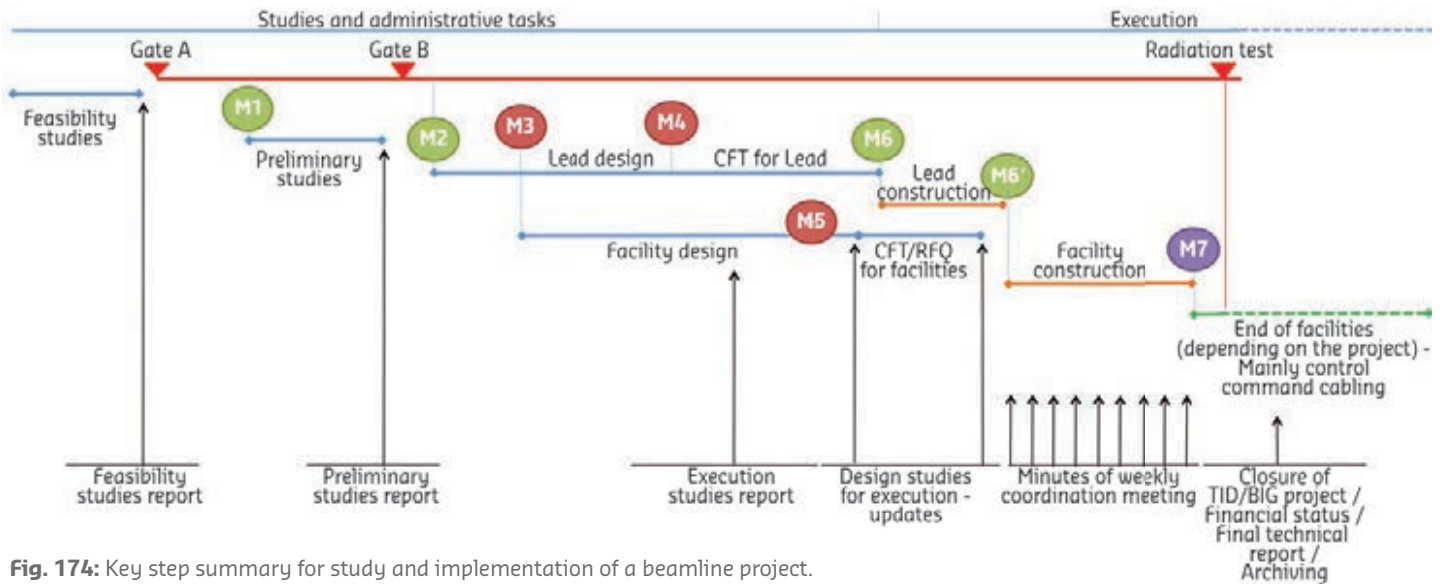 Studies and administrative tasks
Execution
Gate A
Gate B
Radiation test
Feasibility
studies
M1
Preliminary
studies
M2
M3
M4
M6
Lead design
CFT for Lead
Lead
construction
M6'
M5
Facility design
CFT/RFQ
for facilities
Facility
construction
M7
End of facilities
(depending on the project) -
Mainly control
command cabling
Feasibility
studies report
Preliminary
studies report
Execution
studies report
Design studies
for execution -
updates
Minutes of weekly
coordination meeting
Closure of
TID/BIG project /
Financial status /
Final technical
report /
Archiving
Fig. 174: Key step summary for study and implementation of a beamline project.